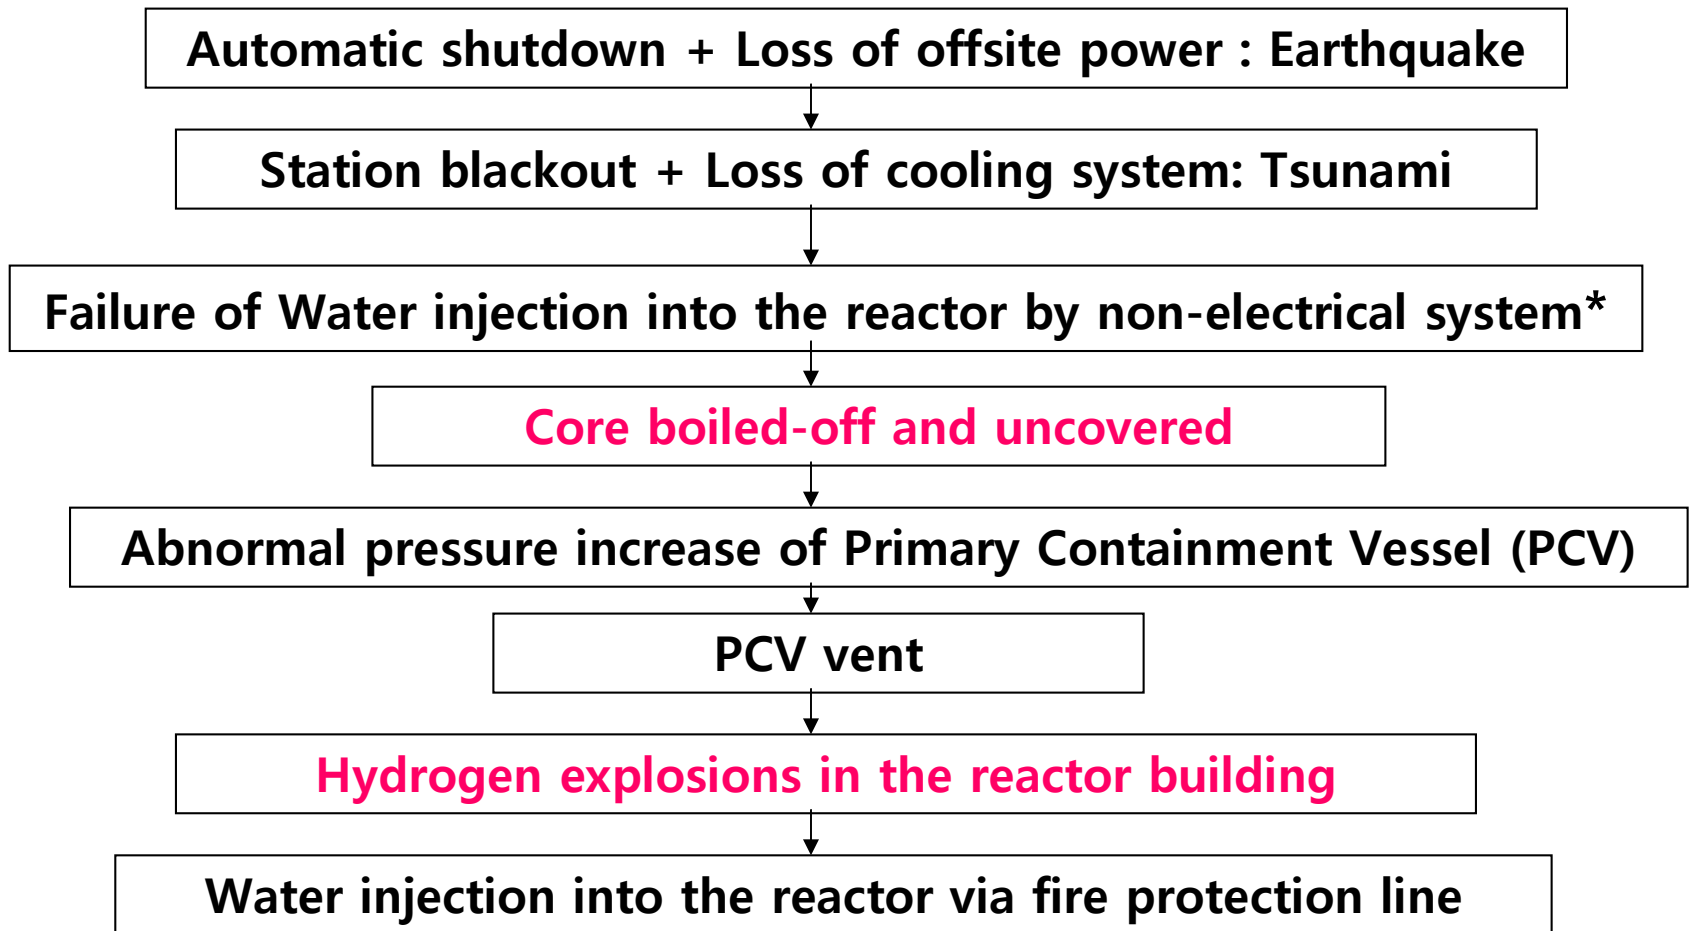 Automatic shutdown + Loss of offsite power : Earthquake
Station blackout + Loss of cooling system: Tsunami
Failure of Water injection into the reactor by non-electrical system*
Core boiled-off and uncovered
Abnormal pressure increase of Primary Containment Vessel (PCV)
PCV vent
Hydrogen explosions in the reactor building
Water injection into the reactor via fire protection line